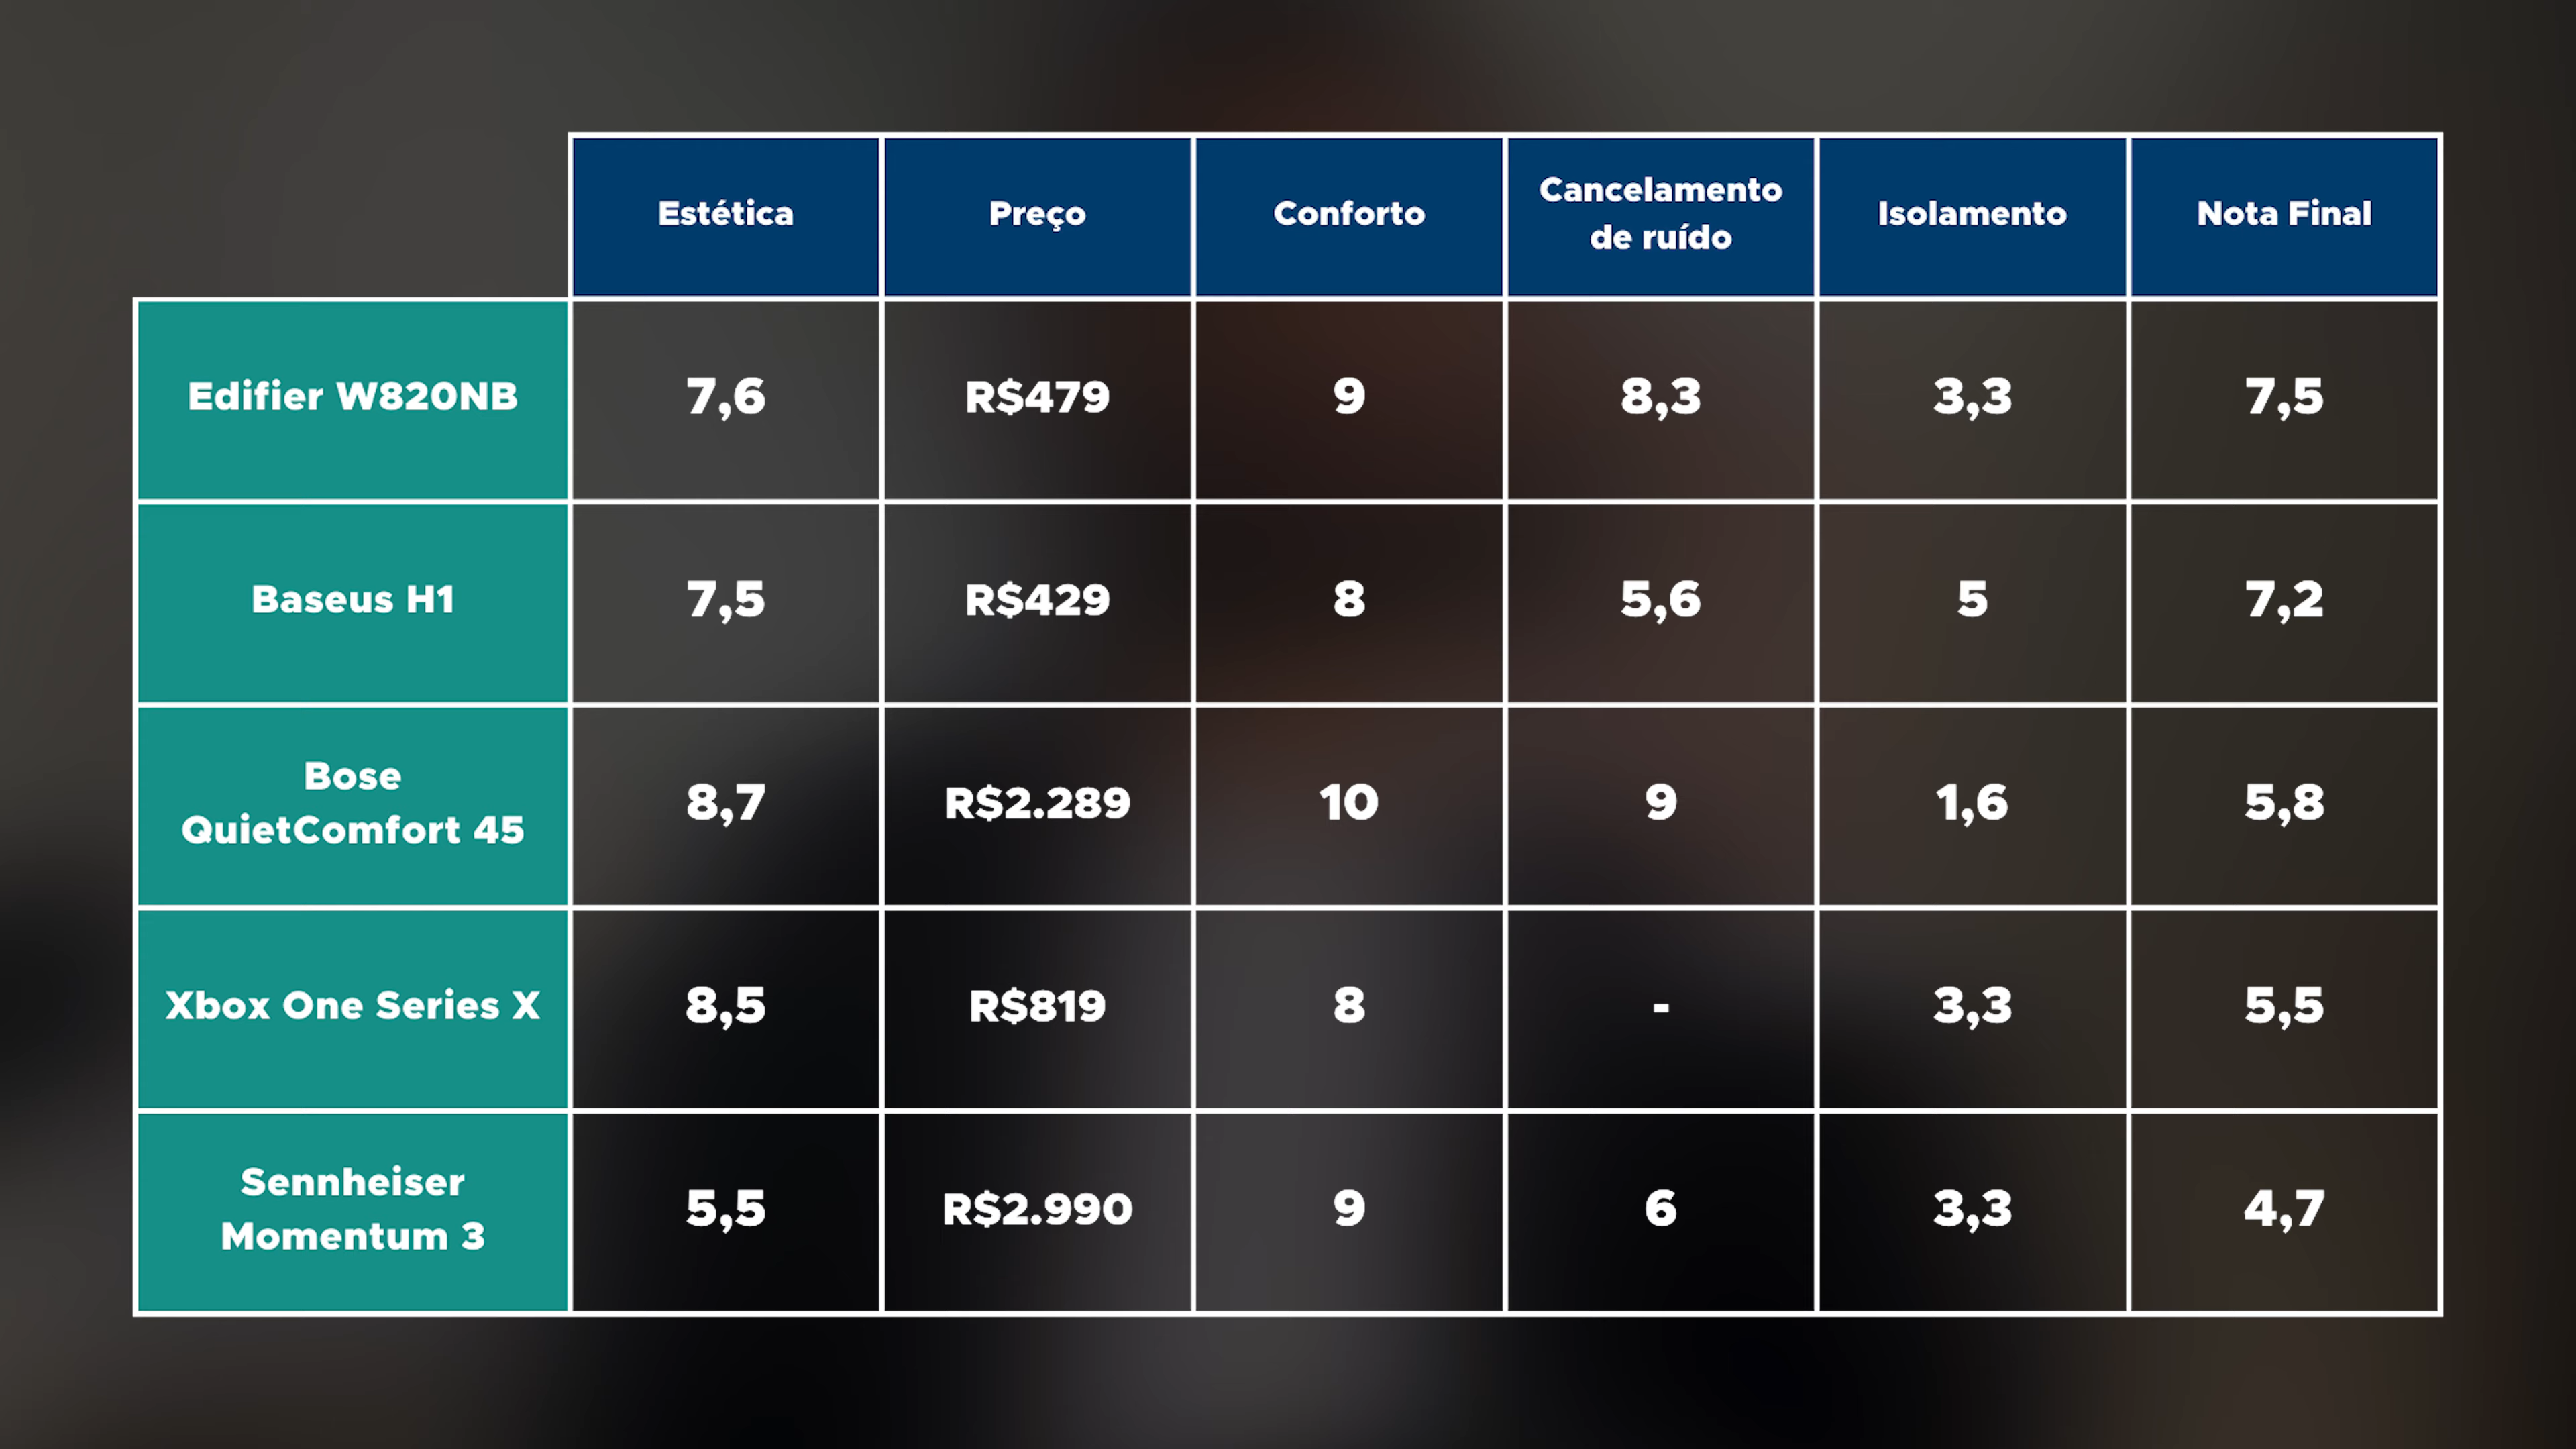 Estética Preço Conforto Cancelamento de ruído Isolamento Nota Final
Edifier W820NB 7,6 R$479 9 8,3 3,3 7,5
Baseus H1 7,5 R$429 8 5,6 5 7,2
Bose QuietComfort 45 8,7 R$2.289 10 9 1,6 5,8
Xbox One Series X 8,5 R$819 8 - 3,3 5,5
Sennheiser Momentum 3 5,5 R$2.990 9 6 3,3 4,7